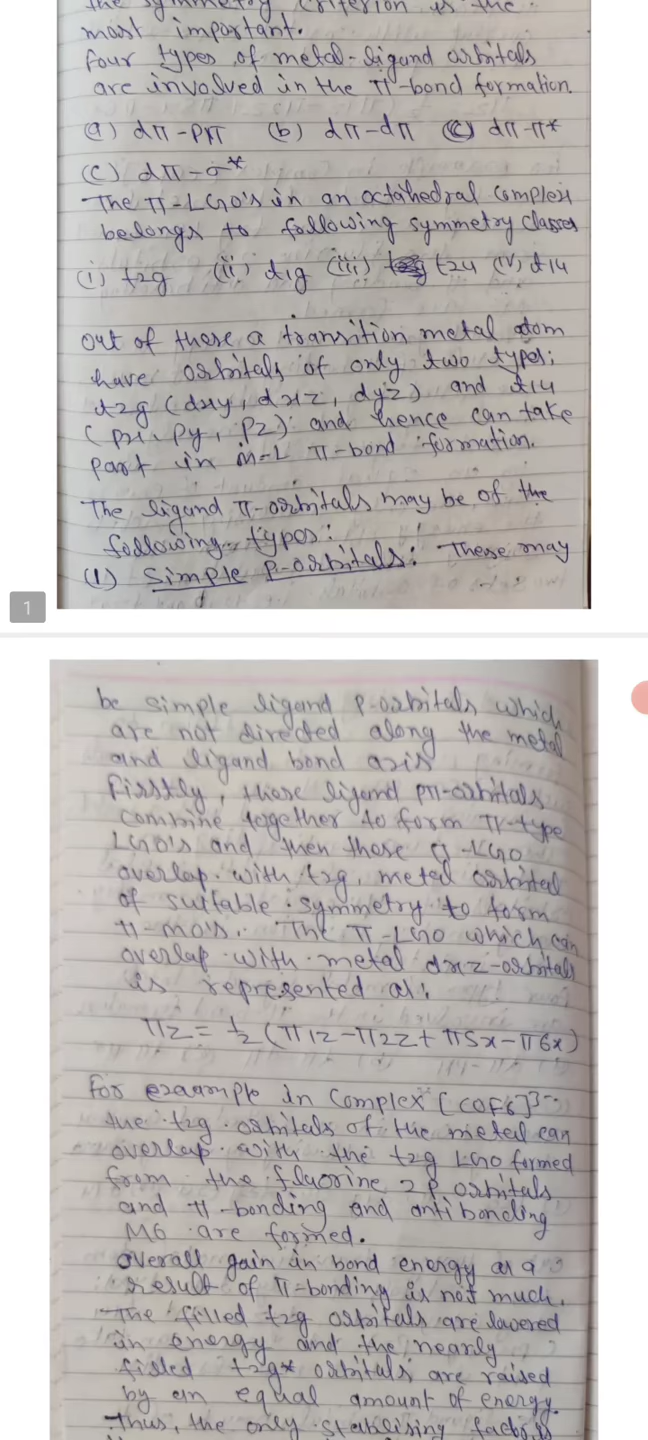 the symmetry criterion is the
most important.
four types of metal-ligand orbitals
are involved in the π-bond formation.
(a) dπ-Pπ (b) dπ-dπ (c) dπ-π*
(c) dπ-σ*
The π-LGO's in an octahedral complex
belongs to following symmetry classes
(i) t2g (ii) t1g (iii) t2u (iv) t1u
out of these a transition metal atom
have orbitals of only two types;
t2g (dxy, dxz, dyz) and t1u
(px, py, pz) and hence can take
part in M-L π-bond formation.
The ligand π-orbitals may be of the
following types:
(1) Simple P-orbitals: These may
1
be simple ligand P-orbitals which
are not directed along the metal
and ligand bond axis
Firstly, these ligand pπ-orbitals
combine together to form π-type
LGO's and then these LGO
overlap with t2g, metal orbital
of suitable symmetry to form
π-mo's. The π-LGO which can
overlap with metal dxz-orbitals
is represented as:
πz = 1/2 (π1z - π2z + π5x - π6x)
For example in complex [COF6]3-
the t2g orbitals of the metal can
overlap with the t2g LGO formed
from the fluorine 2p orbitals
and π-bonding and antibonding
MO are formed.
overall gain in bond energy as a
result of π-bonding is not much.
The filled t2g orbitals are lowered
in energy and the nearly
filled t2g* orbitals are raised
by an equal amount of energy.
Thus, the only stabilising factor is